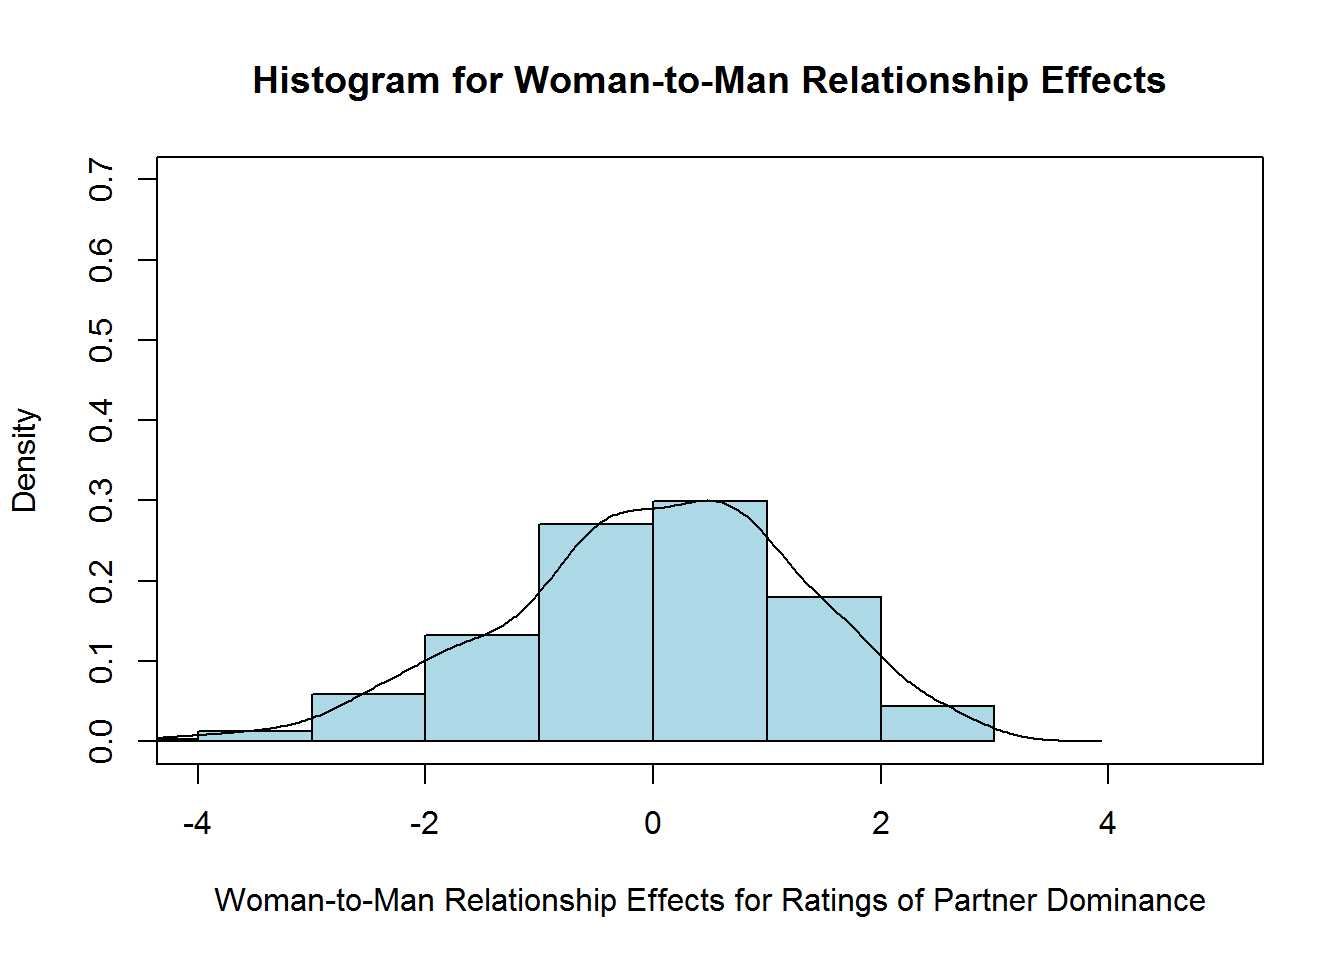 Histogram for Woman-to-Man Relationship Effects
Density
0.7
0.6
0.5
0.4
0.3
0.2
0.1
0.0
-4 -2 0 2 4
Woman-to-Man Relationship Effects for Ratings of Partner Dominance